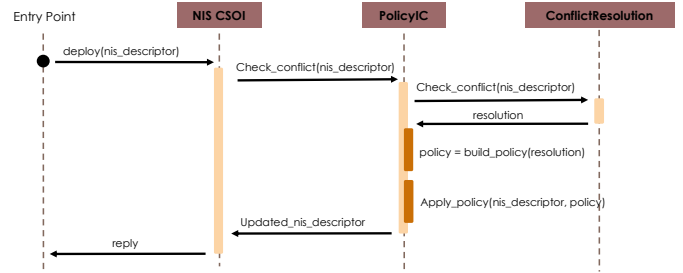 Entry Point
NIS CSOI
PolicyIC
ConflictResolution
deploy(nis_descriptor)
Check_conflict(nis_descriptor)
Check_conflict(nis_descriptor)
resolution
policy = build_policy(resolution)
Apply_policy(nis_descriptor, policy)
Updated_nis_descriptor
reply